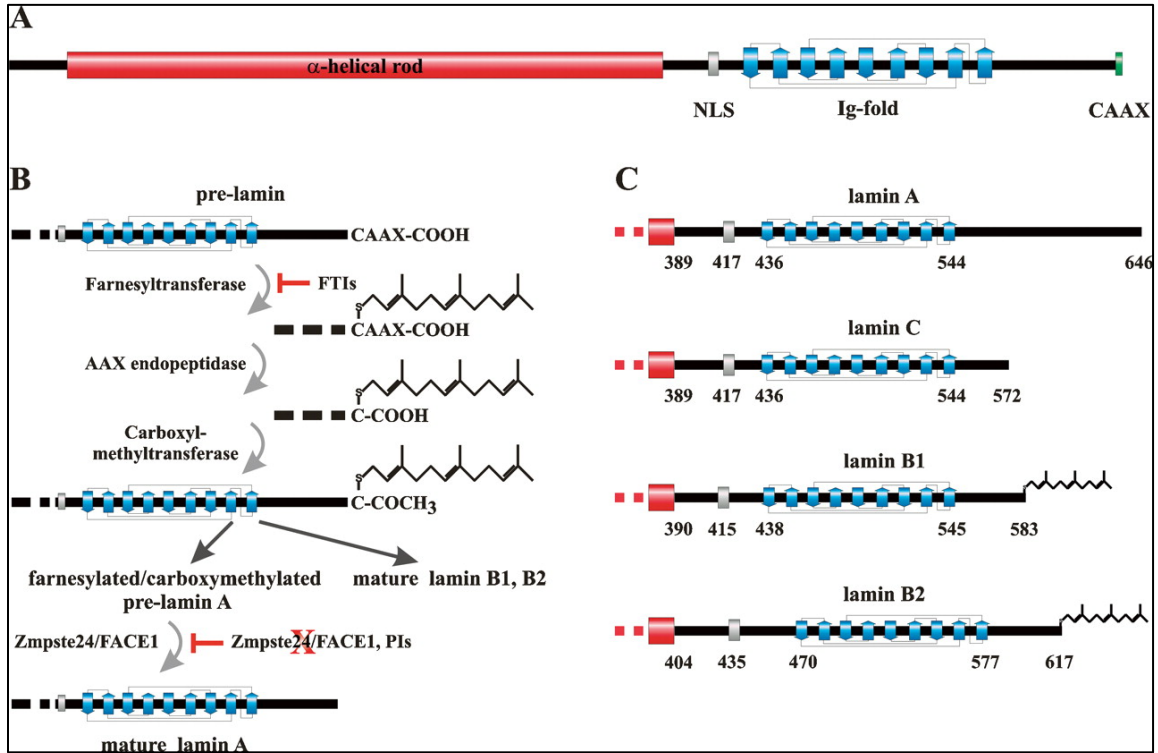 A
α-helical rod
NLS
Ig-fold
CAAX
B
pre-lamin
CAAX-COOH
Farnesyltransferase
FTIs
S
CAAX-COOH
AAX endopeptidase
S
C-COOH
Carboxyl-
methyltransferase
S
C-COCH₃
farnesylated/carboxymethylated
pre-lamin A
mature lamin B1, B2
Zmpste24/FACE1
Zmpste24/FACE1, PIs
X
mature lamin A
C
lamin A
389 417 436 544 646
lamin C
389 417 436 544 572
lamin B1
390 415 438 545 583
lamin B2
404 435 470 577 617